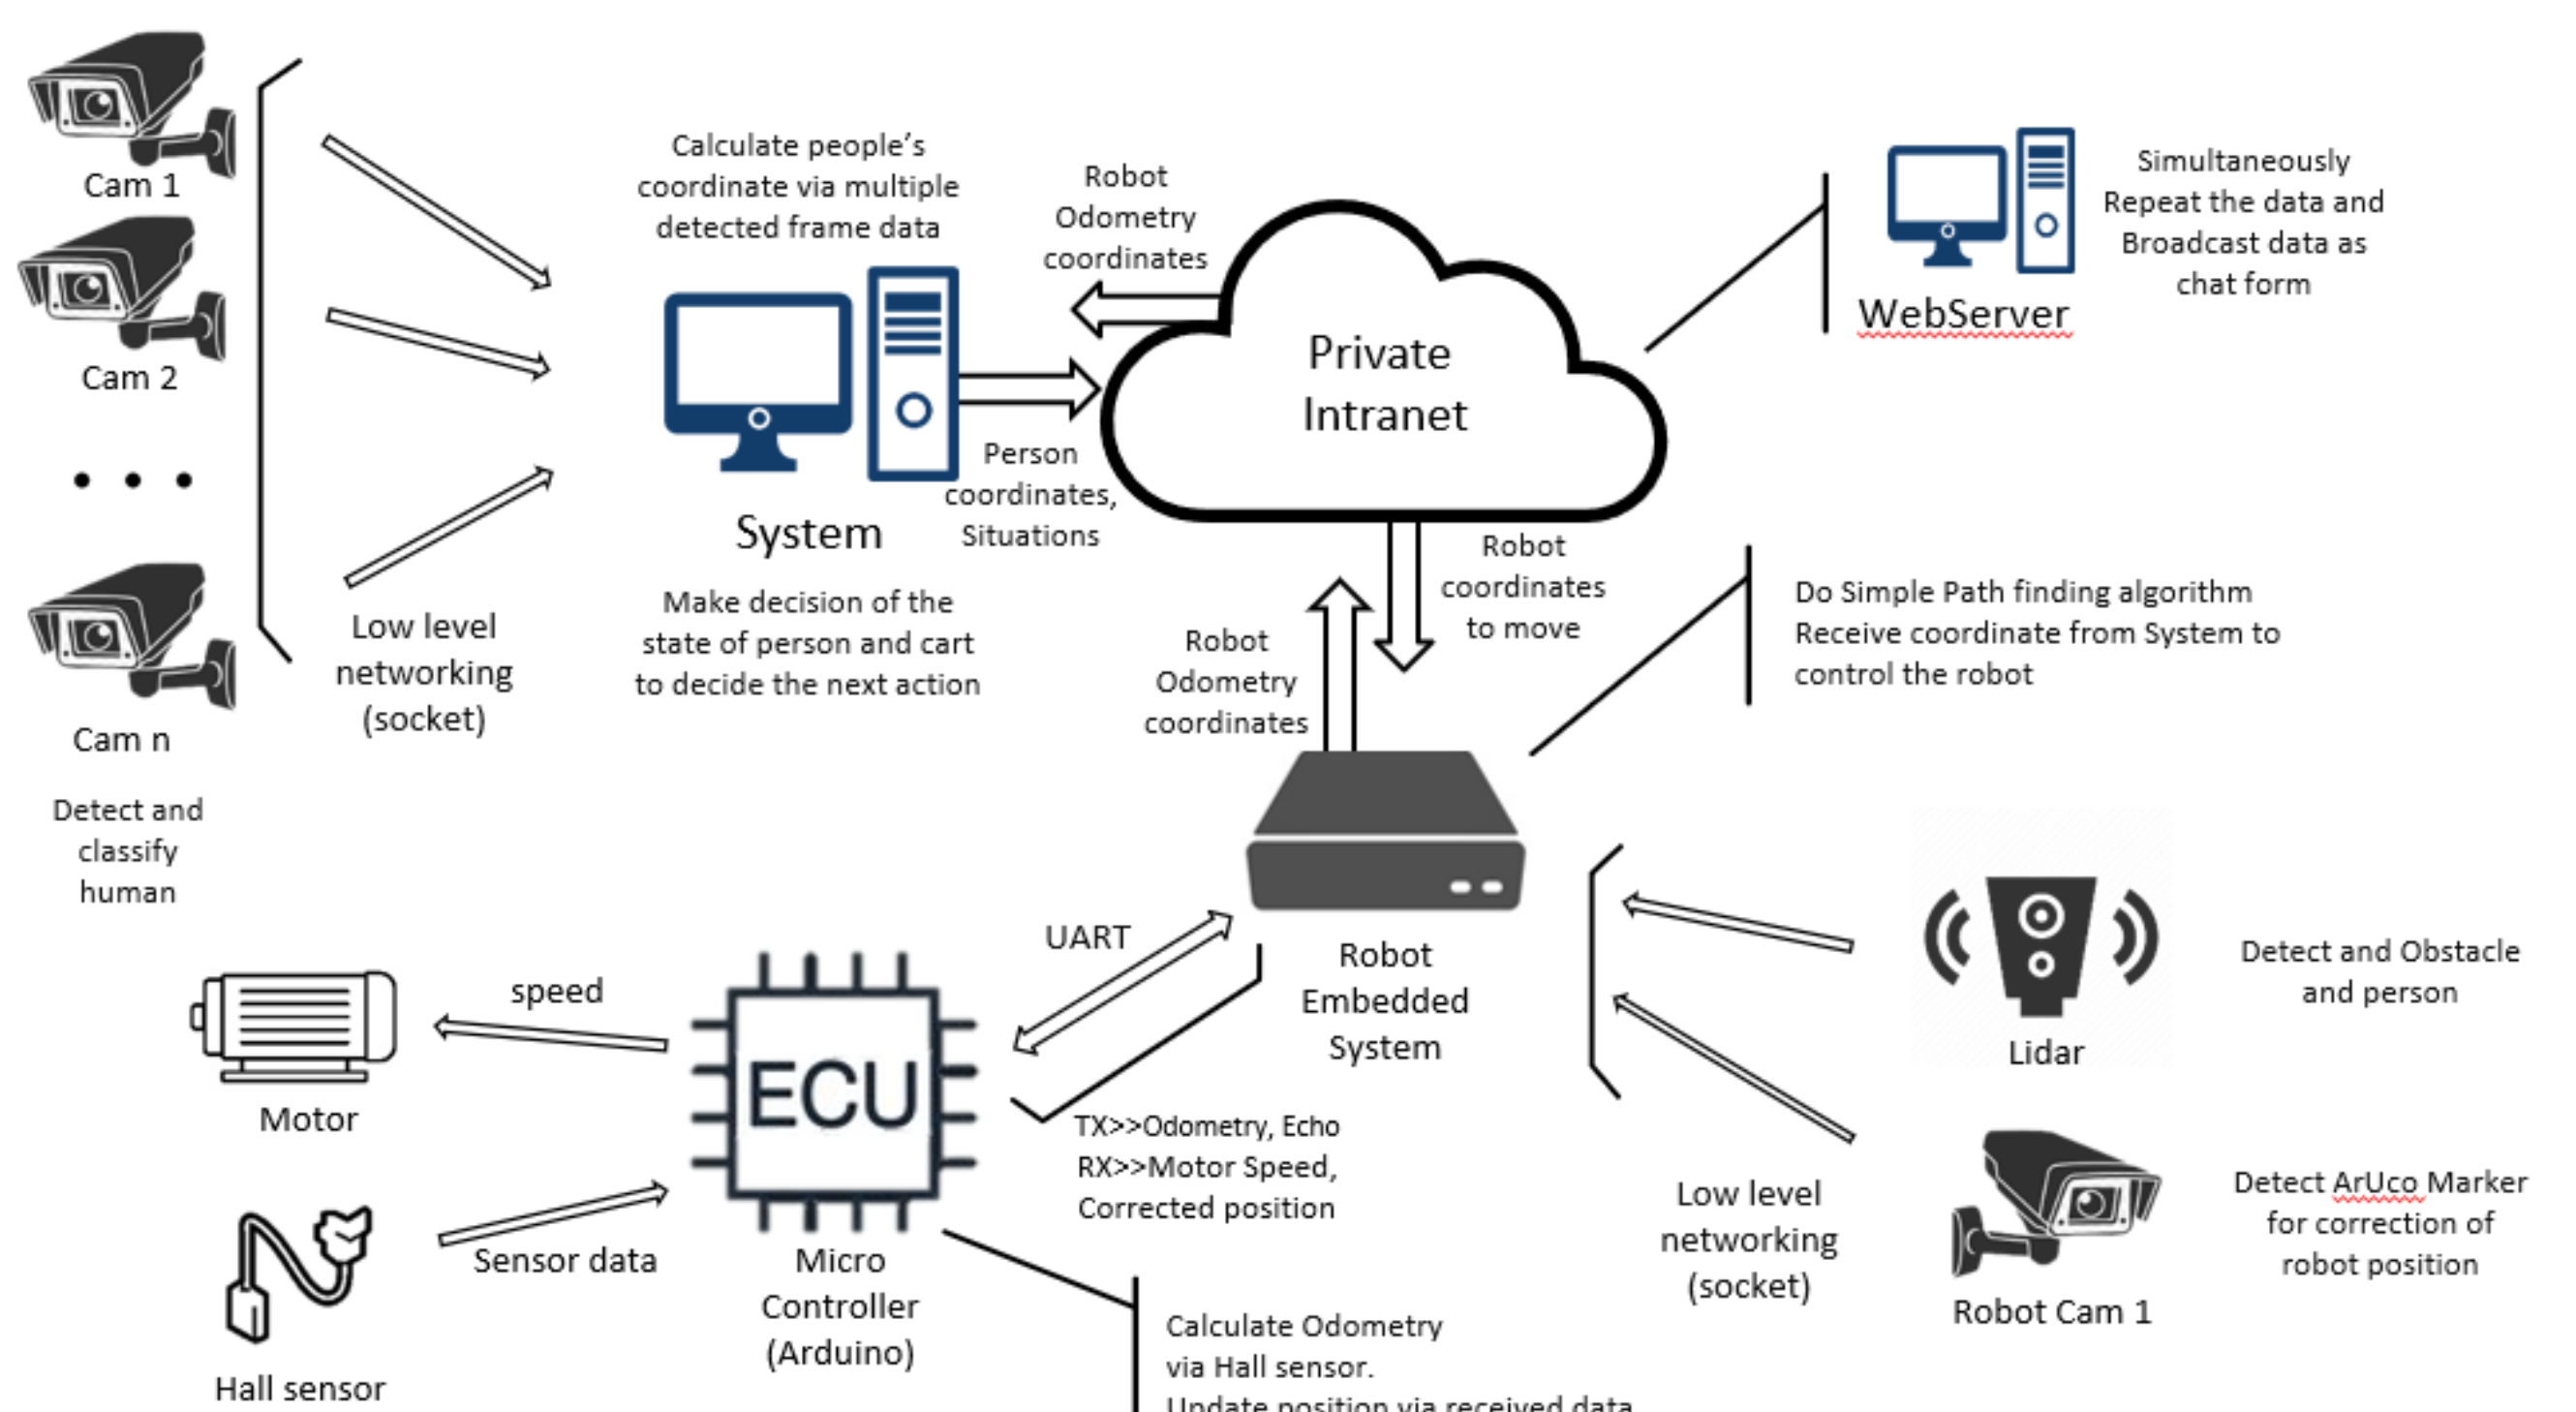 Cam 1
Cam 2
Cam n
Detect and
classify
human
Low level
networking
(socket)
Calculate people’s
coordinate via multiple
detected frame data
System
Make decision of the
state of person and cart
to decide the next action
Robot
Odometry
coordinates
Person
coordinates,
Situations
Private
Intranet
WebServer
Simultaneously
Repeat the data and
Broadcast data as
chat form
Robot
coordinates
to move
Robot
Odometry
coordinates
Do Simple Path finding algorithm
Receive coordinate from System to
control the robot
Robot
Embedded
System
UART
TX>>Odometry, Echo
RX>>Motor Speed,
Corrected position
speed
Motor
Sensor data
Hall sensor
ECU
Micro
Controller
(Arduino)
Calculate Odometry
via Hall sensor.
Update position via received data
Lidar
Detect and Obstacle
and person
Low level
networking
(socket)
Robot Cam 1
Detect ArUco Marker
for correction of
robot position